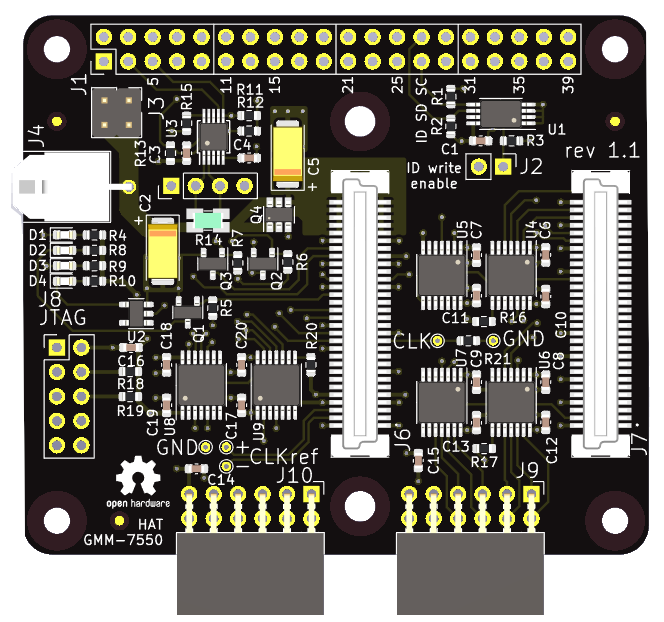 J1
5
11
15
21
25
31
35
39
J3
R15
R11
R12
ID SD SC
R1
R2
U1
J4
R13
U3
C4
C1
R3
rev 1.1
+ C5
ID write
enable
J2
+ C2
Q4
R14
D1
R4
D2
R8
D3
R9
D4
R10
R7
Q3
Q2
R6
U5
C7
U4
C6
J8
JTAG
R5
Q1
U2
C11
R16
C10
C18
C20
R20
CLK
GND
C16
R18
R19
U7
C9
R21
U6
C8
C19
U8
C17
U9
C13
R17
C12
J6
J7
GND
+
-
CLKref
C14
J10
C15
J9
open hardware
HAT
GMM-7550